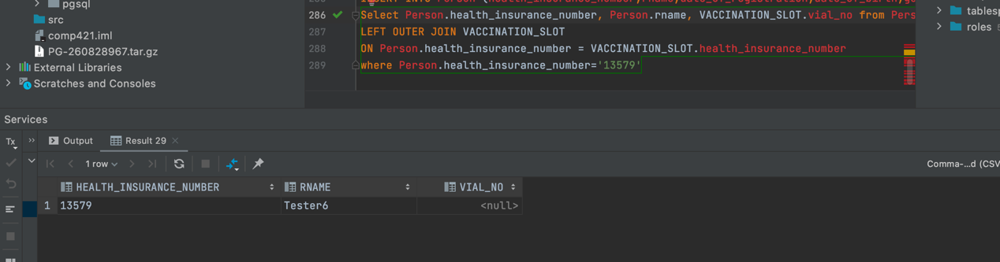 pgsql
src
comp421.iml
PG-260828967.tar.gz
External Libraries
Scratches and Consoles
286 Select Person.health_insurance_number, Person.rname, VACCINATION_SLOT.vial_no from Pers
287 LEFT OUTER JOIN VACCINATION_SLOT
288 ON Person.health_insurance_number = VACCINATION_SLOT.health_insurance_number
289 where Person.health_insurance_number='13579'
tablesp
roles
Services
Tx
Output Result 29
1 row
Comma-...d (CSV
HEALTH_INSURANCE_NUMBER RNAME VIAL_NO
1 13579 Tester6 <null>